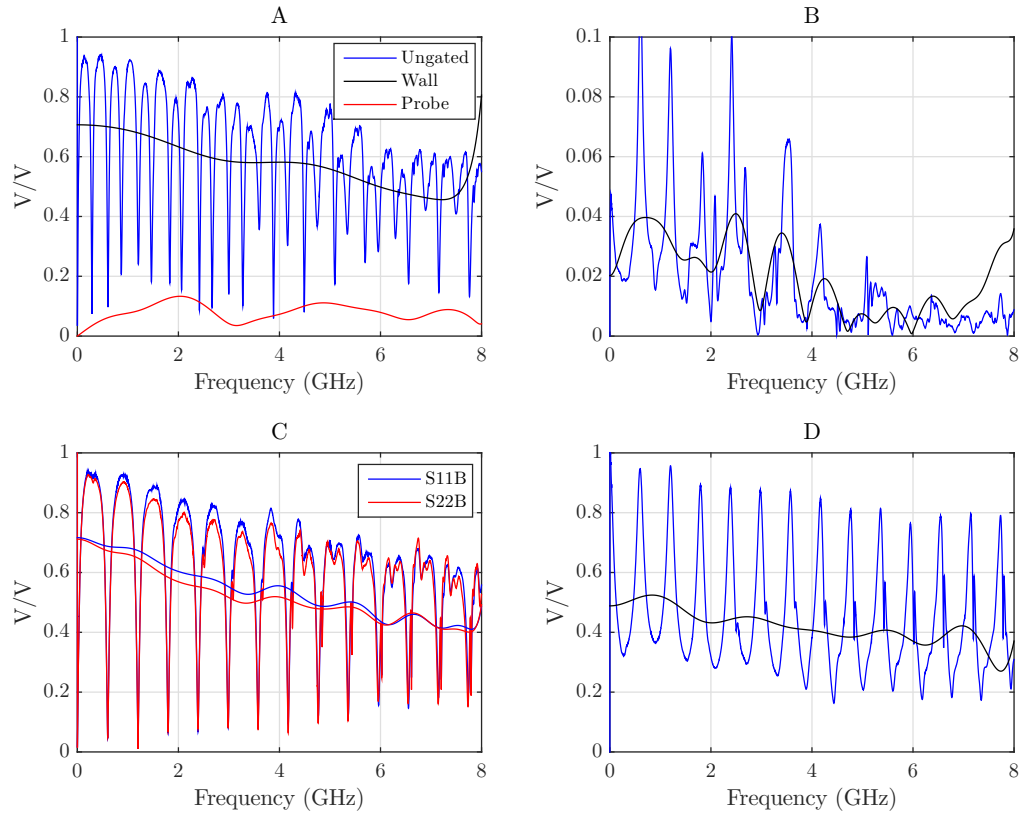 A
B
1
0.8
0.6
0.4
0.2
0
V/V
0 2 4 6 8
Frequency (GHz)
Ungated
Wall
Probe
0.1
0.08
0.06
0.04
0.02
0
V/V
0 2 4 6 8
Frequency (GHz)
C
D
1
0.8
0.6
0.4
0.2
0
V/V
0 2 4 6 8
Frequency (GHz)
S11B
S22B
1
0.8
0.6
0.4
0.2
0
V/V
0 2 4 6 8
Frequency (GHz)